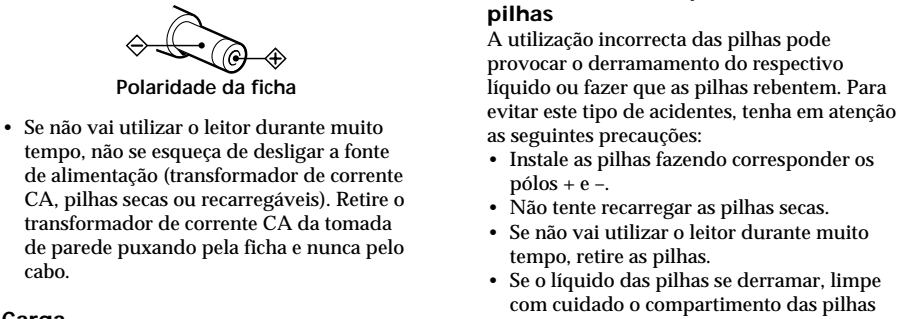 Polaridade da ficha
• Se não vai utilizar o leitor durante muito
tempo, não se esqueça de desligar a fonte
de alimentação (transformador de corrente
CA, pilhas secas ou recarregáveis). Retire o
transformador de corrente CA da tomada
de parede puxando pela ficha e nunca pelo
cabo.
pilhas
A utilização incorrecta das pilhas pode
provocar o derramamento do respectivo
líquido ou fazer que as pilhas rebentem. Para
evitar este tipo de acidentes, tenha em atenção
as seguintes precauções:
• Instale as pilhas fazendo corresponder os
pólos + e –.
• Não tente recarregar as pilhas secas.
• Se não vai utilizar o leitor durante muito
tempo, retire as pilhas.
• Se o líquido das pilhas se derramar, limpe
com cuidado o compartimento das pilhas